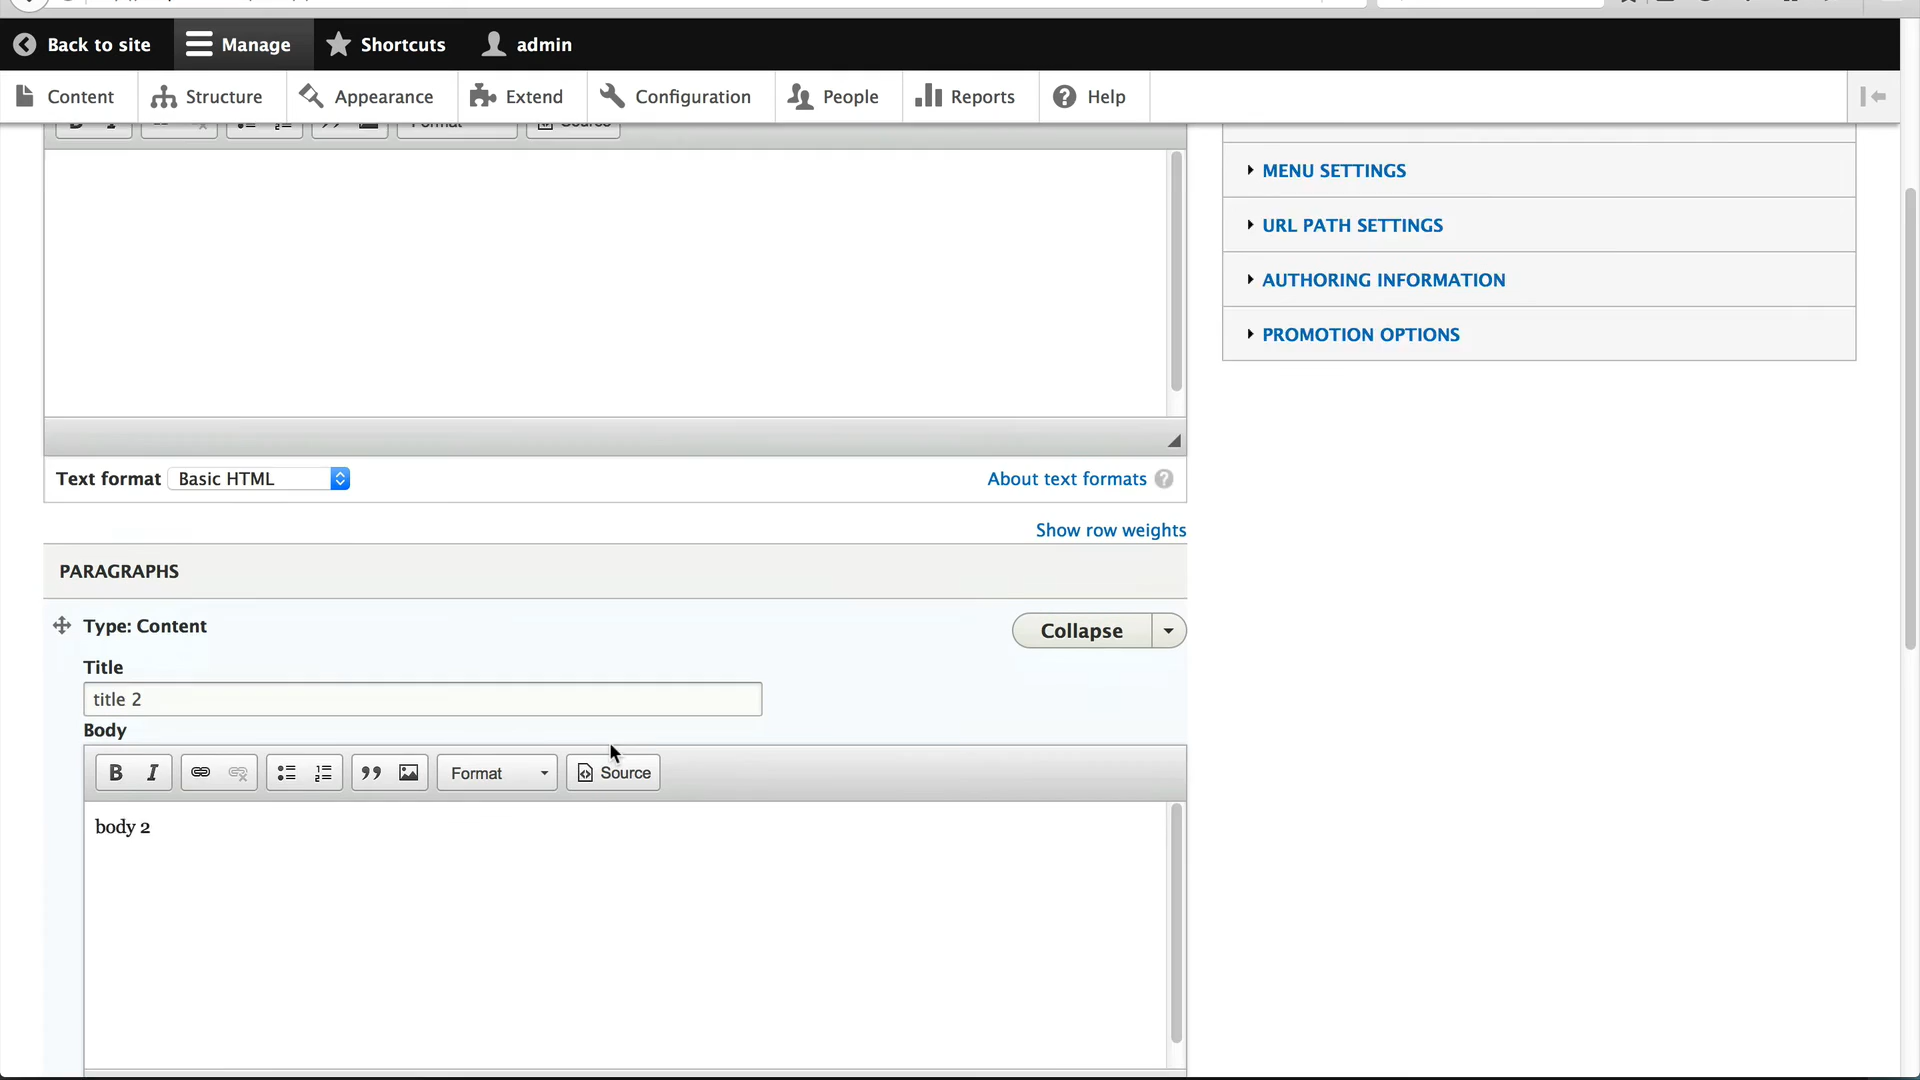 Back to site Manage Shortcuts admin
Content Structure Appearance Extend Configuration People Reports Help
B I Format Source
MENU SETTINGS
URL PATH SETTINGS
AUTHORING INFORMATION
PROMOTION OPTIONS
Text format Basic HTML About text formats ?
Show row weights
PARAGRAPHS
Type: Content Collapse
Title
title 2
Body
B I Format Source
body 2